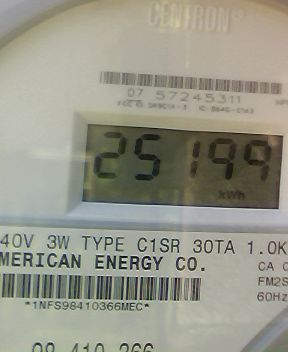 CENTRON
07 57245311
25199
kWh
40V 3W TYPE C1SR 30TA 1.0K
MERICAN ENERGY CO.
CA 0
FM2S
60Hz
*1NFS98410366MEC*
98 410 366